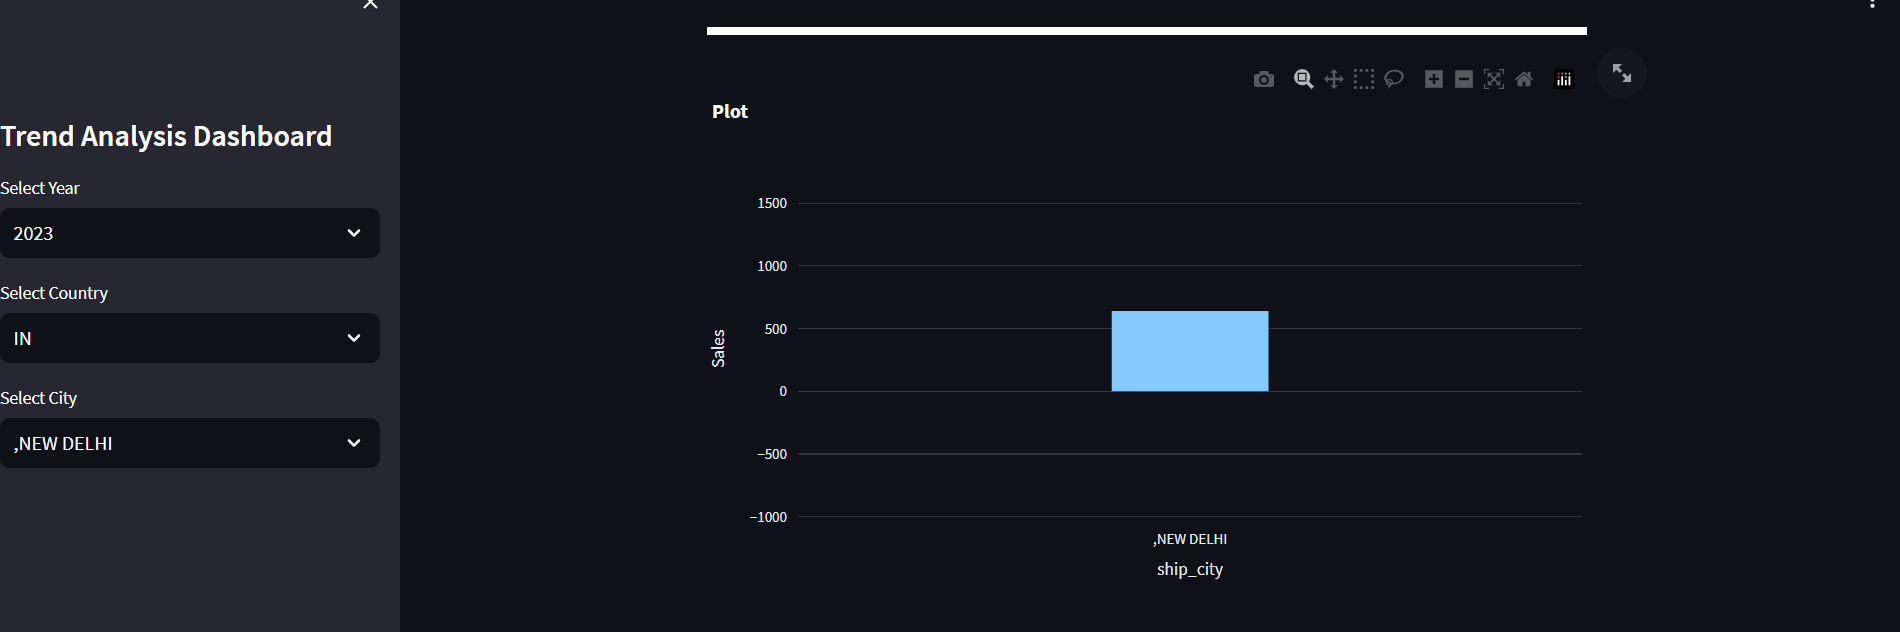 Trend Analysis Dashboard
Select Year
2023
Select Country
IN
Select City
,NEW DELHI
Plot
1500
1000
500
0
−500
−1000
Sales
,NEW DELHI
ship_city